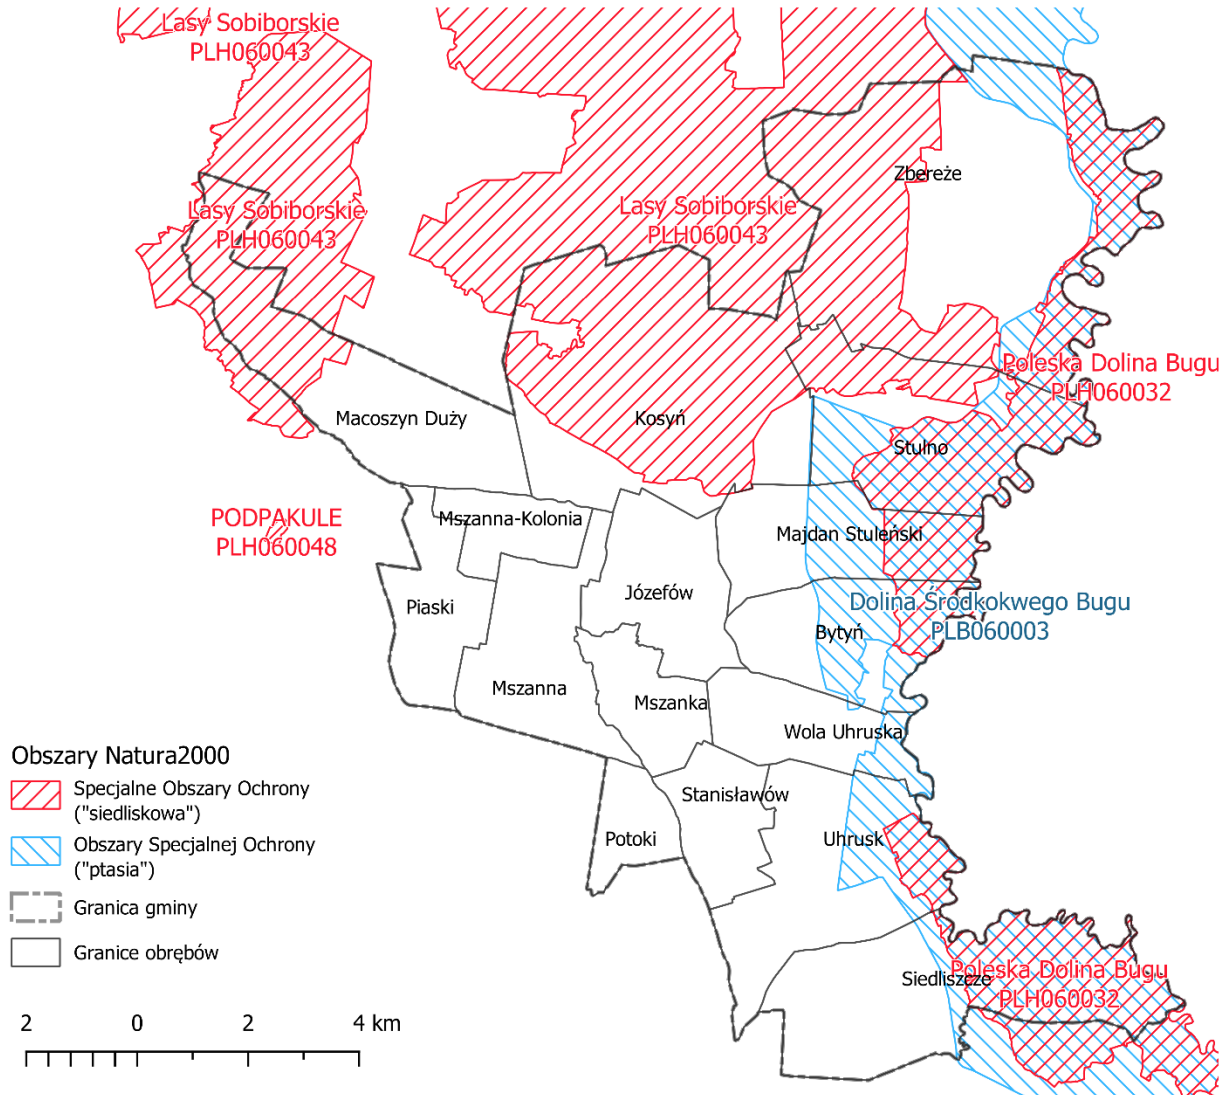 Lasy Sobiborskie
PLH060043
Zbereże
Lasy Sobiborskie
PLH060043
Lasy Sobiborskie
PLH060043
Poleska Dolina Bugu
PLH060032
Macoszyn Duży
Kosyń
Stulno
PODPAKULE
PLH060048
Mszanna-Kolonia
Majdan Stuleński
Józefów
Piaski
Dolina Środkokwego Bugu
PLB060003
Bytyń
Mszanna
Mszanka
Wola Uhruska
Stanisławów
Potoki
Uhrusk
Siedliszcze
Poleska Dolina Bugu
PLH060032
Obszary Natura2000
Specjalne Obszary Ochrony
("siedliskowa")
Obszary Specjalnej Ochrony
("ptasia")
Granica gminy
Granice obrębów
2 0 2 4 km